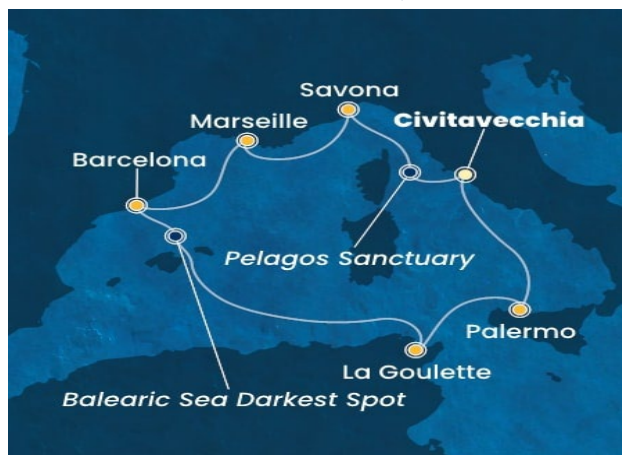 Savona
Marseille
Civitavecchia
Barcelona
Pelagos Sanctuary
Palermo
La Goulette
Balearic Sea Darkest Spot